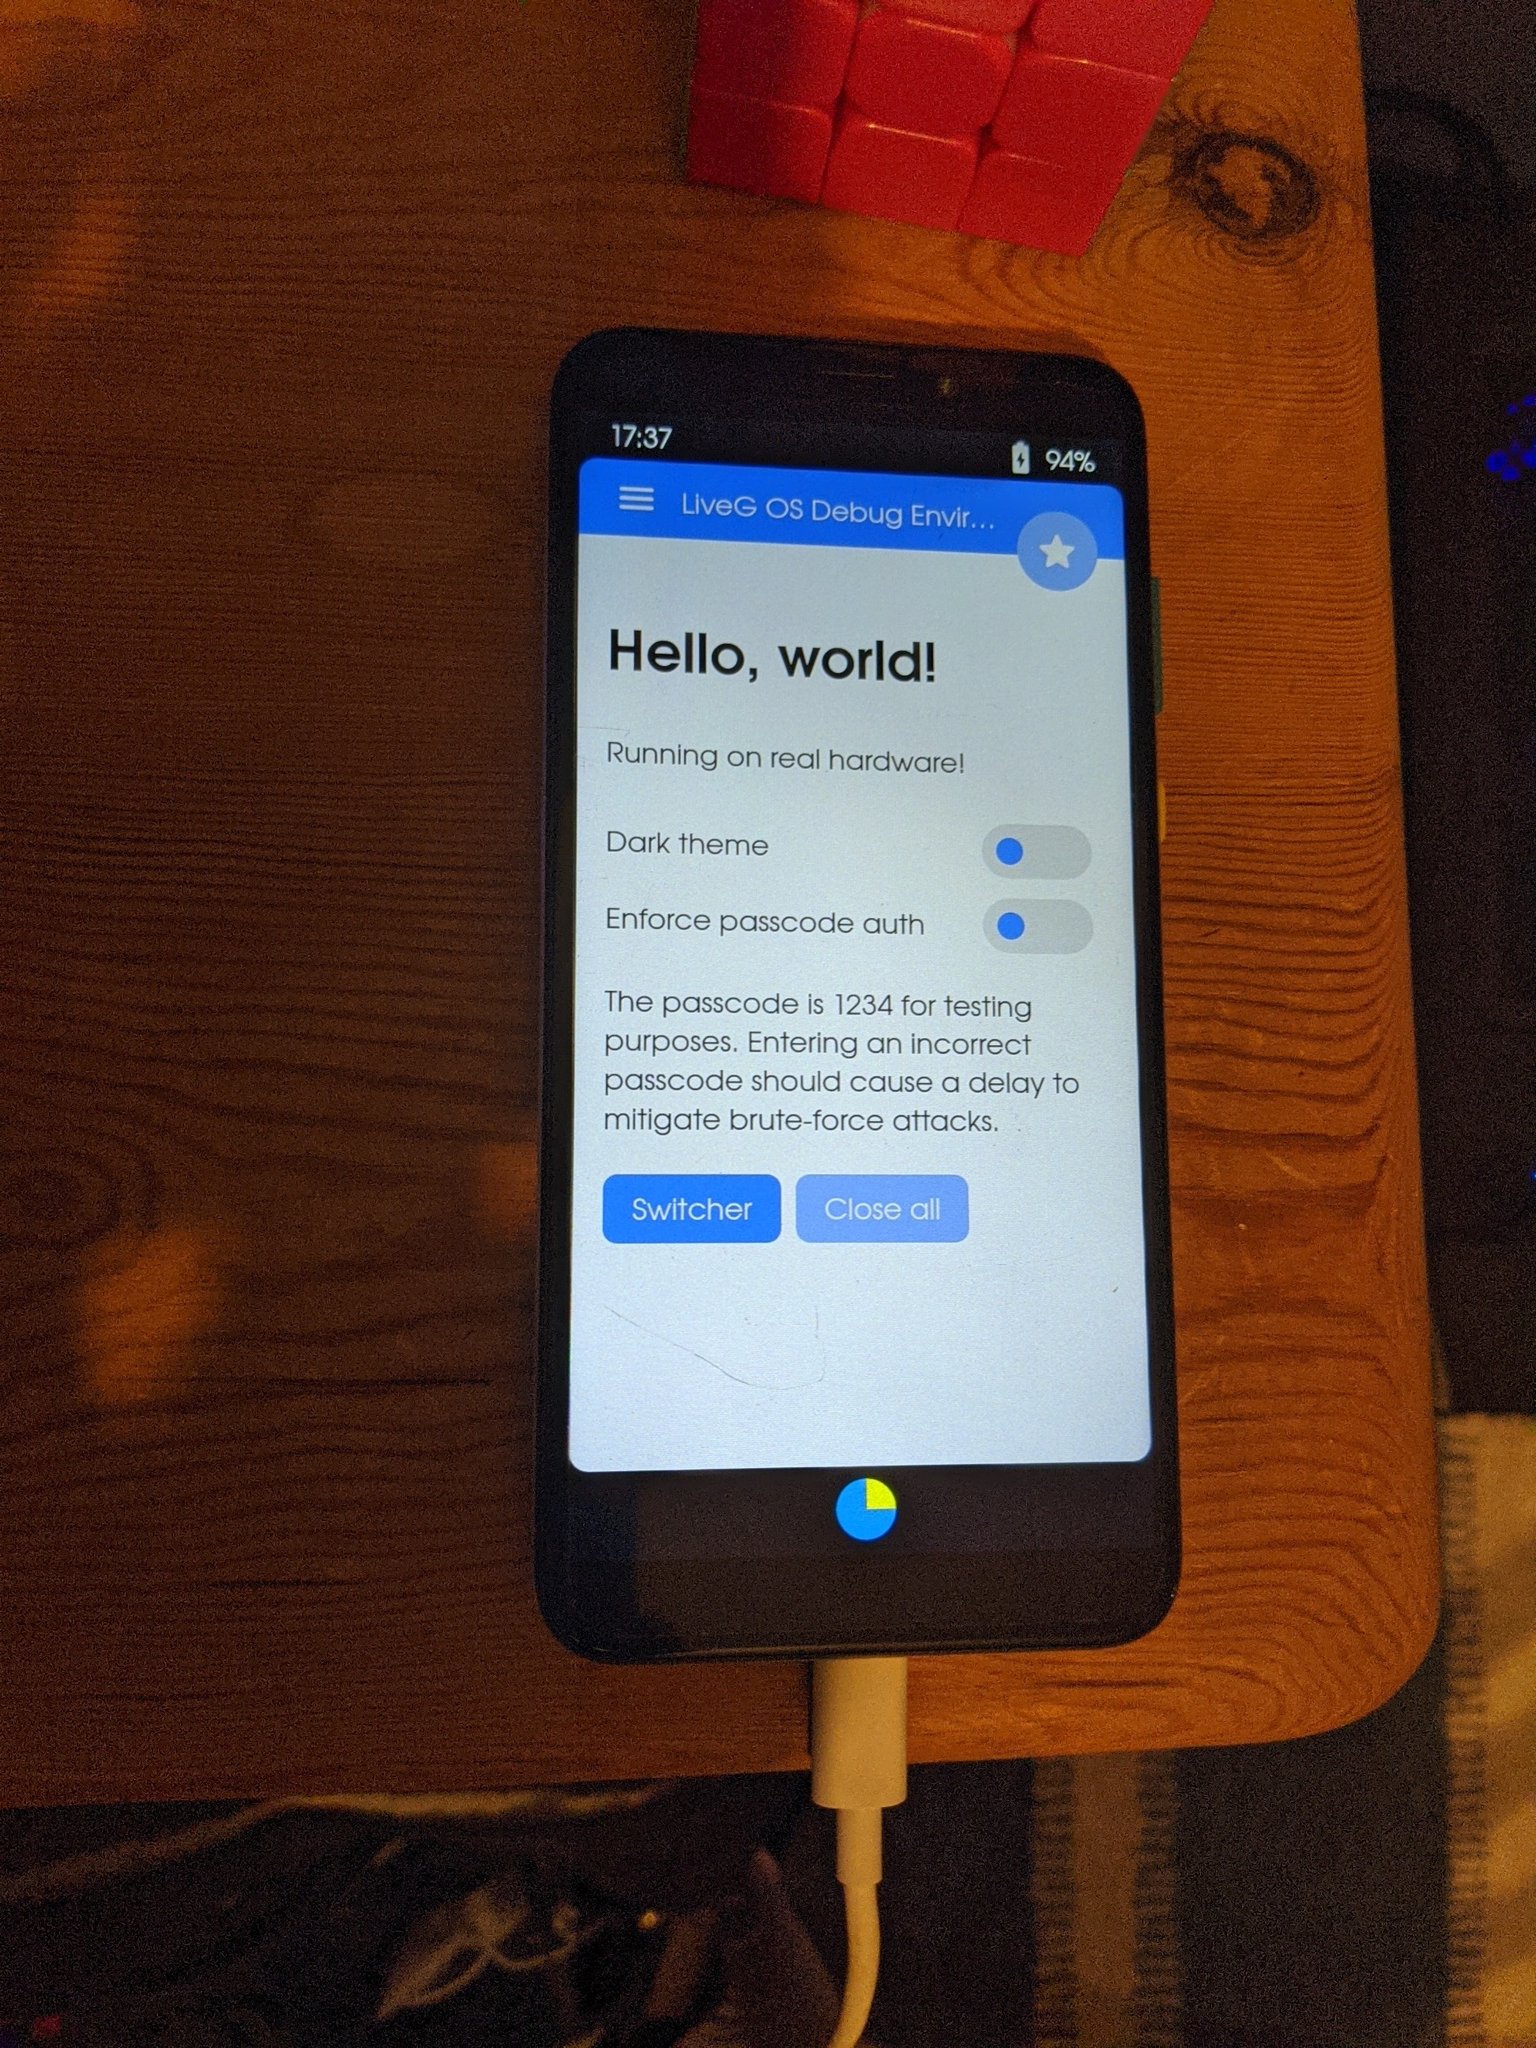 17:37
94%
LiveG OS Debug Envir...
Hello, world!
Running on real hardware!
Dark theme
Enforce passcode auth
The passcode is 1234 for testing
purposes. Entering an incorrect
passcode should cause a delay to
mitigate brute-force attacks.
Switcher
Close all